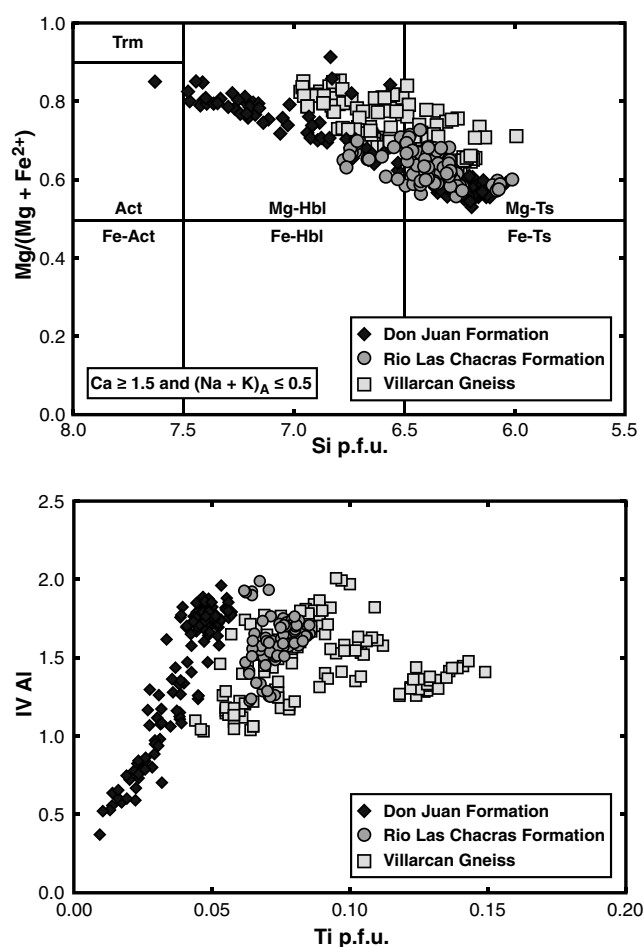 1.0
Trm
0.8
0.6
Act
Mg-Hbl
Mg-Ts
Fe-Act
Fe-Hbl
Fe-Ts
0.4
0.2
0.0
Mg/(Mg + Fe²⁺)
Don Juan Formation
Rio Las Chacras Formation
Villarcan Gneiss
Ca ≥ 1.5 and (Na + K)A ≤ 0.5
8.0 7.5 7.0 6.5 6.0 5.5
Si p.f.u.
2.5
2.0
1.5
1.0
0.5
0.0
IV Al
Don Juan Formation
Rio Las Chacras Formation
Villarcan Gneiss
0.00 0.05 0.10 0.15 0.20
Ti p.f.u.